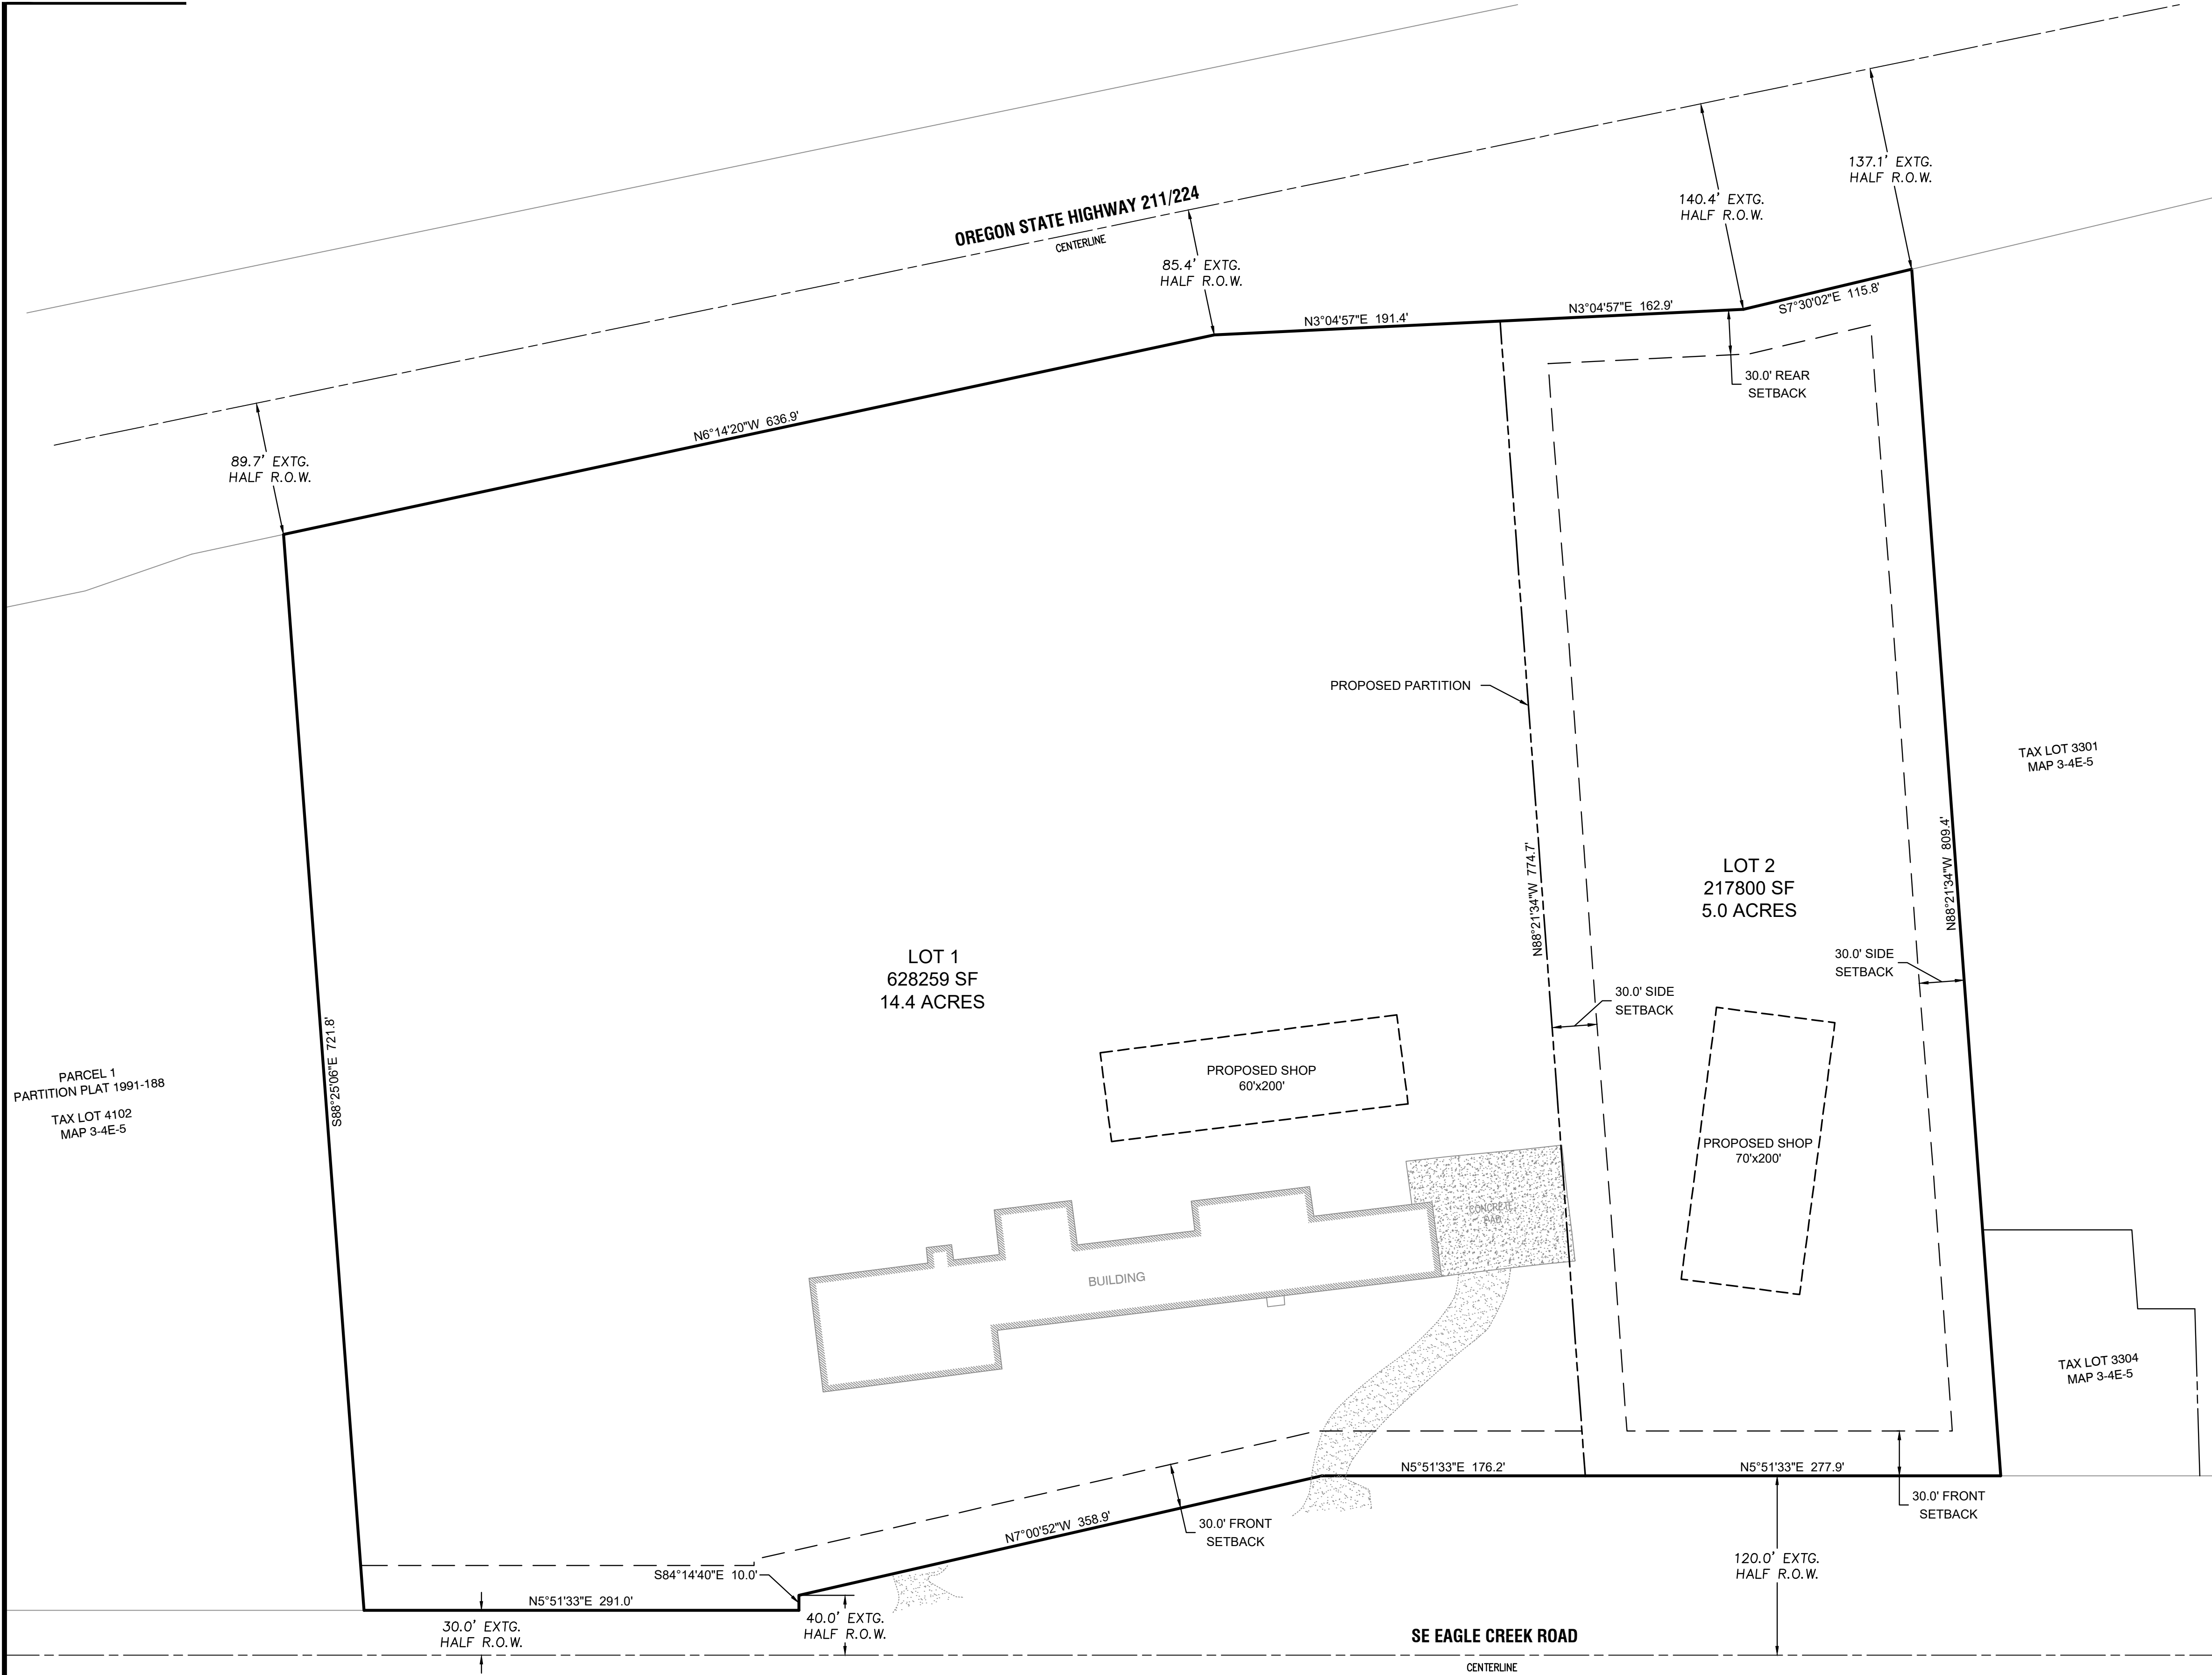 137.1' EXTG.
HALF R.O.W.
140.4' EXTG.
HALF R.O.W.
OREGON STATE HIGHWAY 211/224
CENTERLINE
85.4' EXTG.
HALF R.O.W.
N3°04'57"E 191.4'
N3°04'57"E 162.9'
S7°30'02"E 115.8'
30.0' REAR
SETBACK
N6°14'20"W 636.9'
89.7' EXTG.
HALF R.O.W.
PROPOSED PARTITION
TAX LOT 3301
MAP 3-4E-5
N88°21'34"W 774.7'
LOT 2
217800 SF
5.0 ACRES
N88°21'34"W 809.4'
LOT 1
628259 SF
14.4 ACRES
30.0' SIDE
SETBACK
30.0' SIDE
SETBACK
S88°25'06"E 721.8'
PARCEL 1
PARTITION PLAT 1991-188
TAX LOT 4102
MAP 3-4E-5
PROPOSED SHOP
60'x200'
PROPOSED SHOP
70'x200'
CONCRETE
PAD
BUILDING
TAX LOT 3304
MAP 3-4E-5
N5°51'33"E 176.2'
N5°51'33"E 277.9'
30.0' FRONT
SETBACK
N7°00'52"W 358.9'
30.0' FRONT
SETBACK
S84°14'40"E 10.0'
N5°51'33"E 291.0'
30.0' EXTG.
HALF R.O.W.
40.0' EXTG.
HALF R.O.W.
120.0' EXTG.
HALF R.O.W.
SE EAGLE CREEK ROAD
CENTERLINE